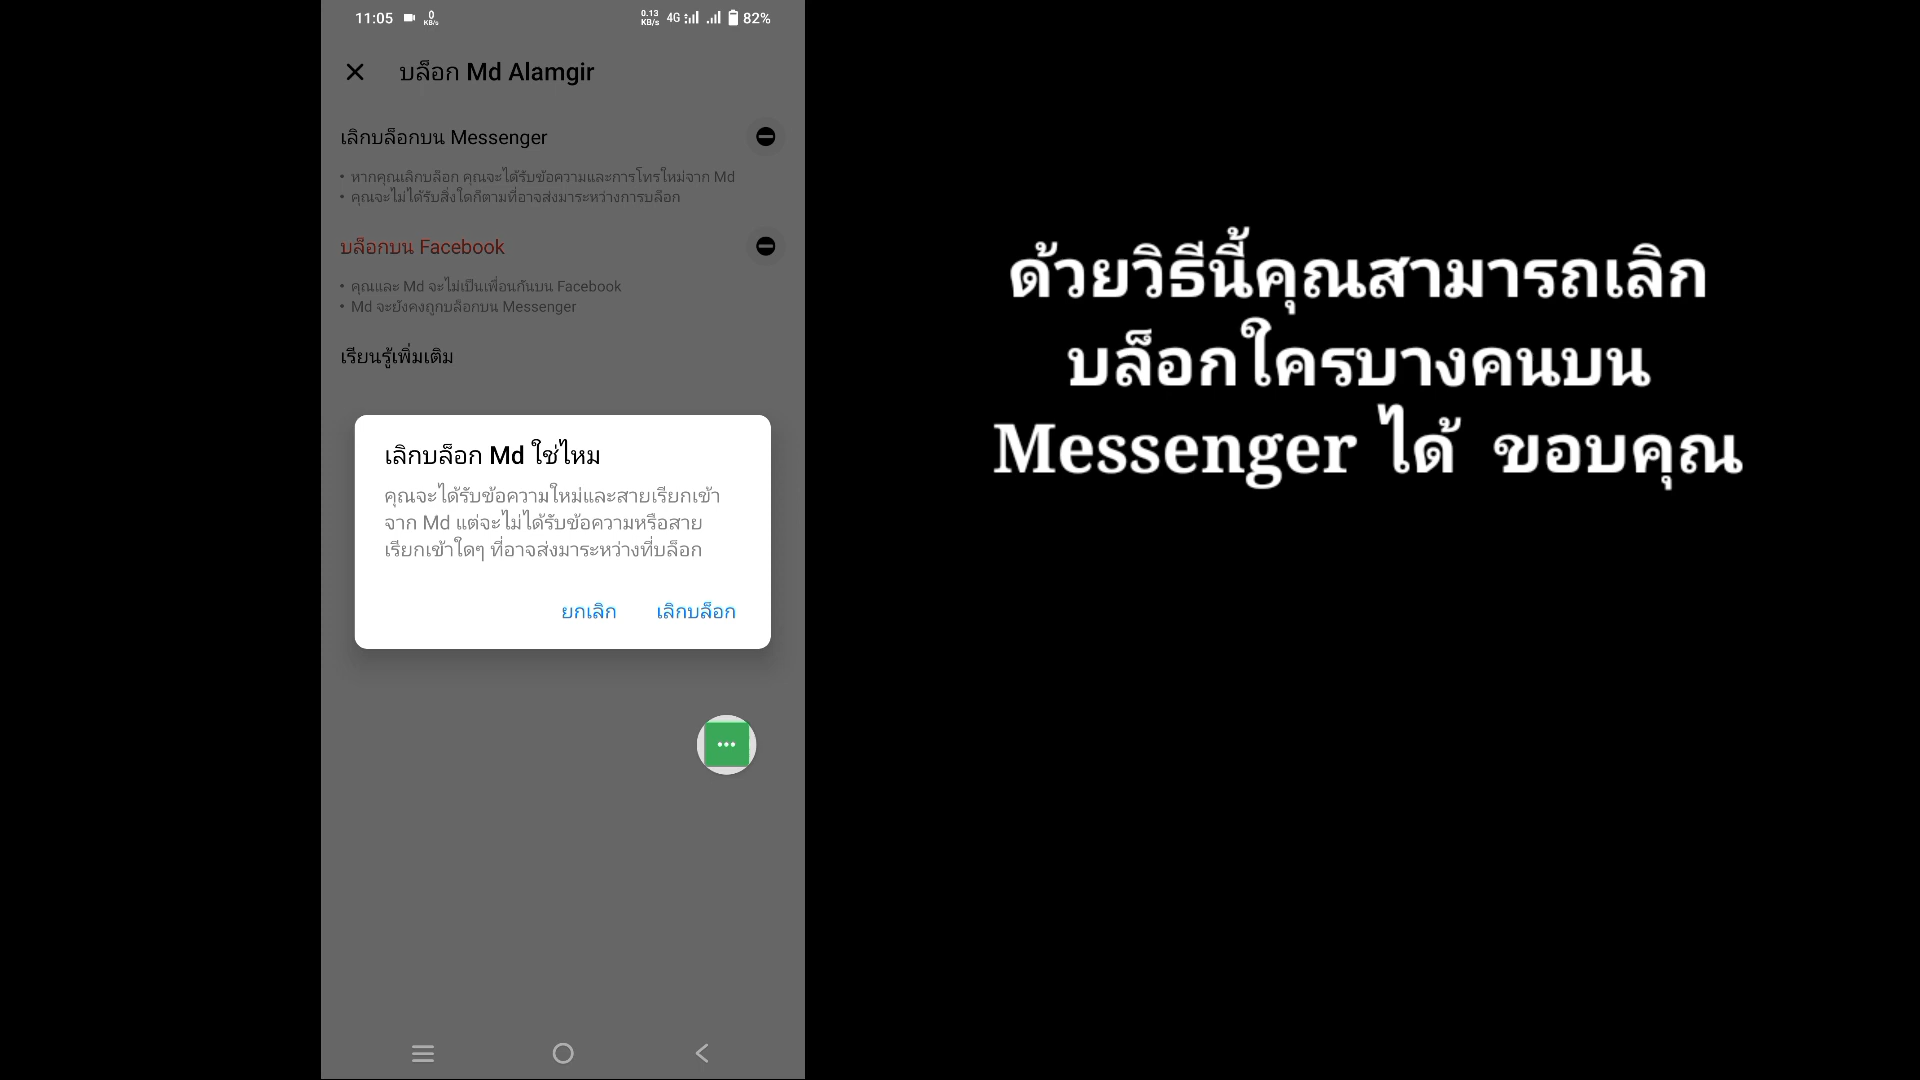 11:05
0
KB/s
0.13
KB/s
4G
82%
บล็อก Md Alamgir
เลิกบล็อกบน Messenger
• หากคุณเลิกบล็อก คุณจะได้รับข้อความและการโทรใหม่จาก Md
• คุณจะไม่ได้รับสิ่งใดก็ตามที่อาจส่งมาระหว่างการบล็อก
บล็อกบน Facebook
• คุณและ Md จะไม่เป็นเพื่อนกันบน Facebook
• Md จะยังคงถูกบล็อกบน Messenger
เรียนรู้เพิ่มเติม
เลิกบล็อก Md ใช่ไหม
คุณจะได้รับข้อความใหม่และสายเรียกเข้า
จาก Md แต่จะไม่ได้รับข้อความหรือสาย
เรียกเข้าใดๆ ที่อาจส่งมาระหว่างที่บล็อก
ยกเลิก เลิกบล็อก
ด้วยวิธีนี้คุณสามารถเลิก
บล็อกใครบางคนบน
Messenger ได้ ขอบคุณ